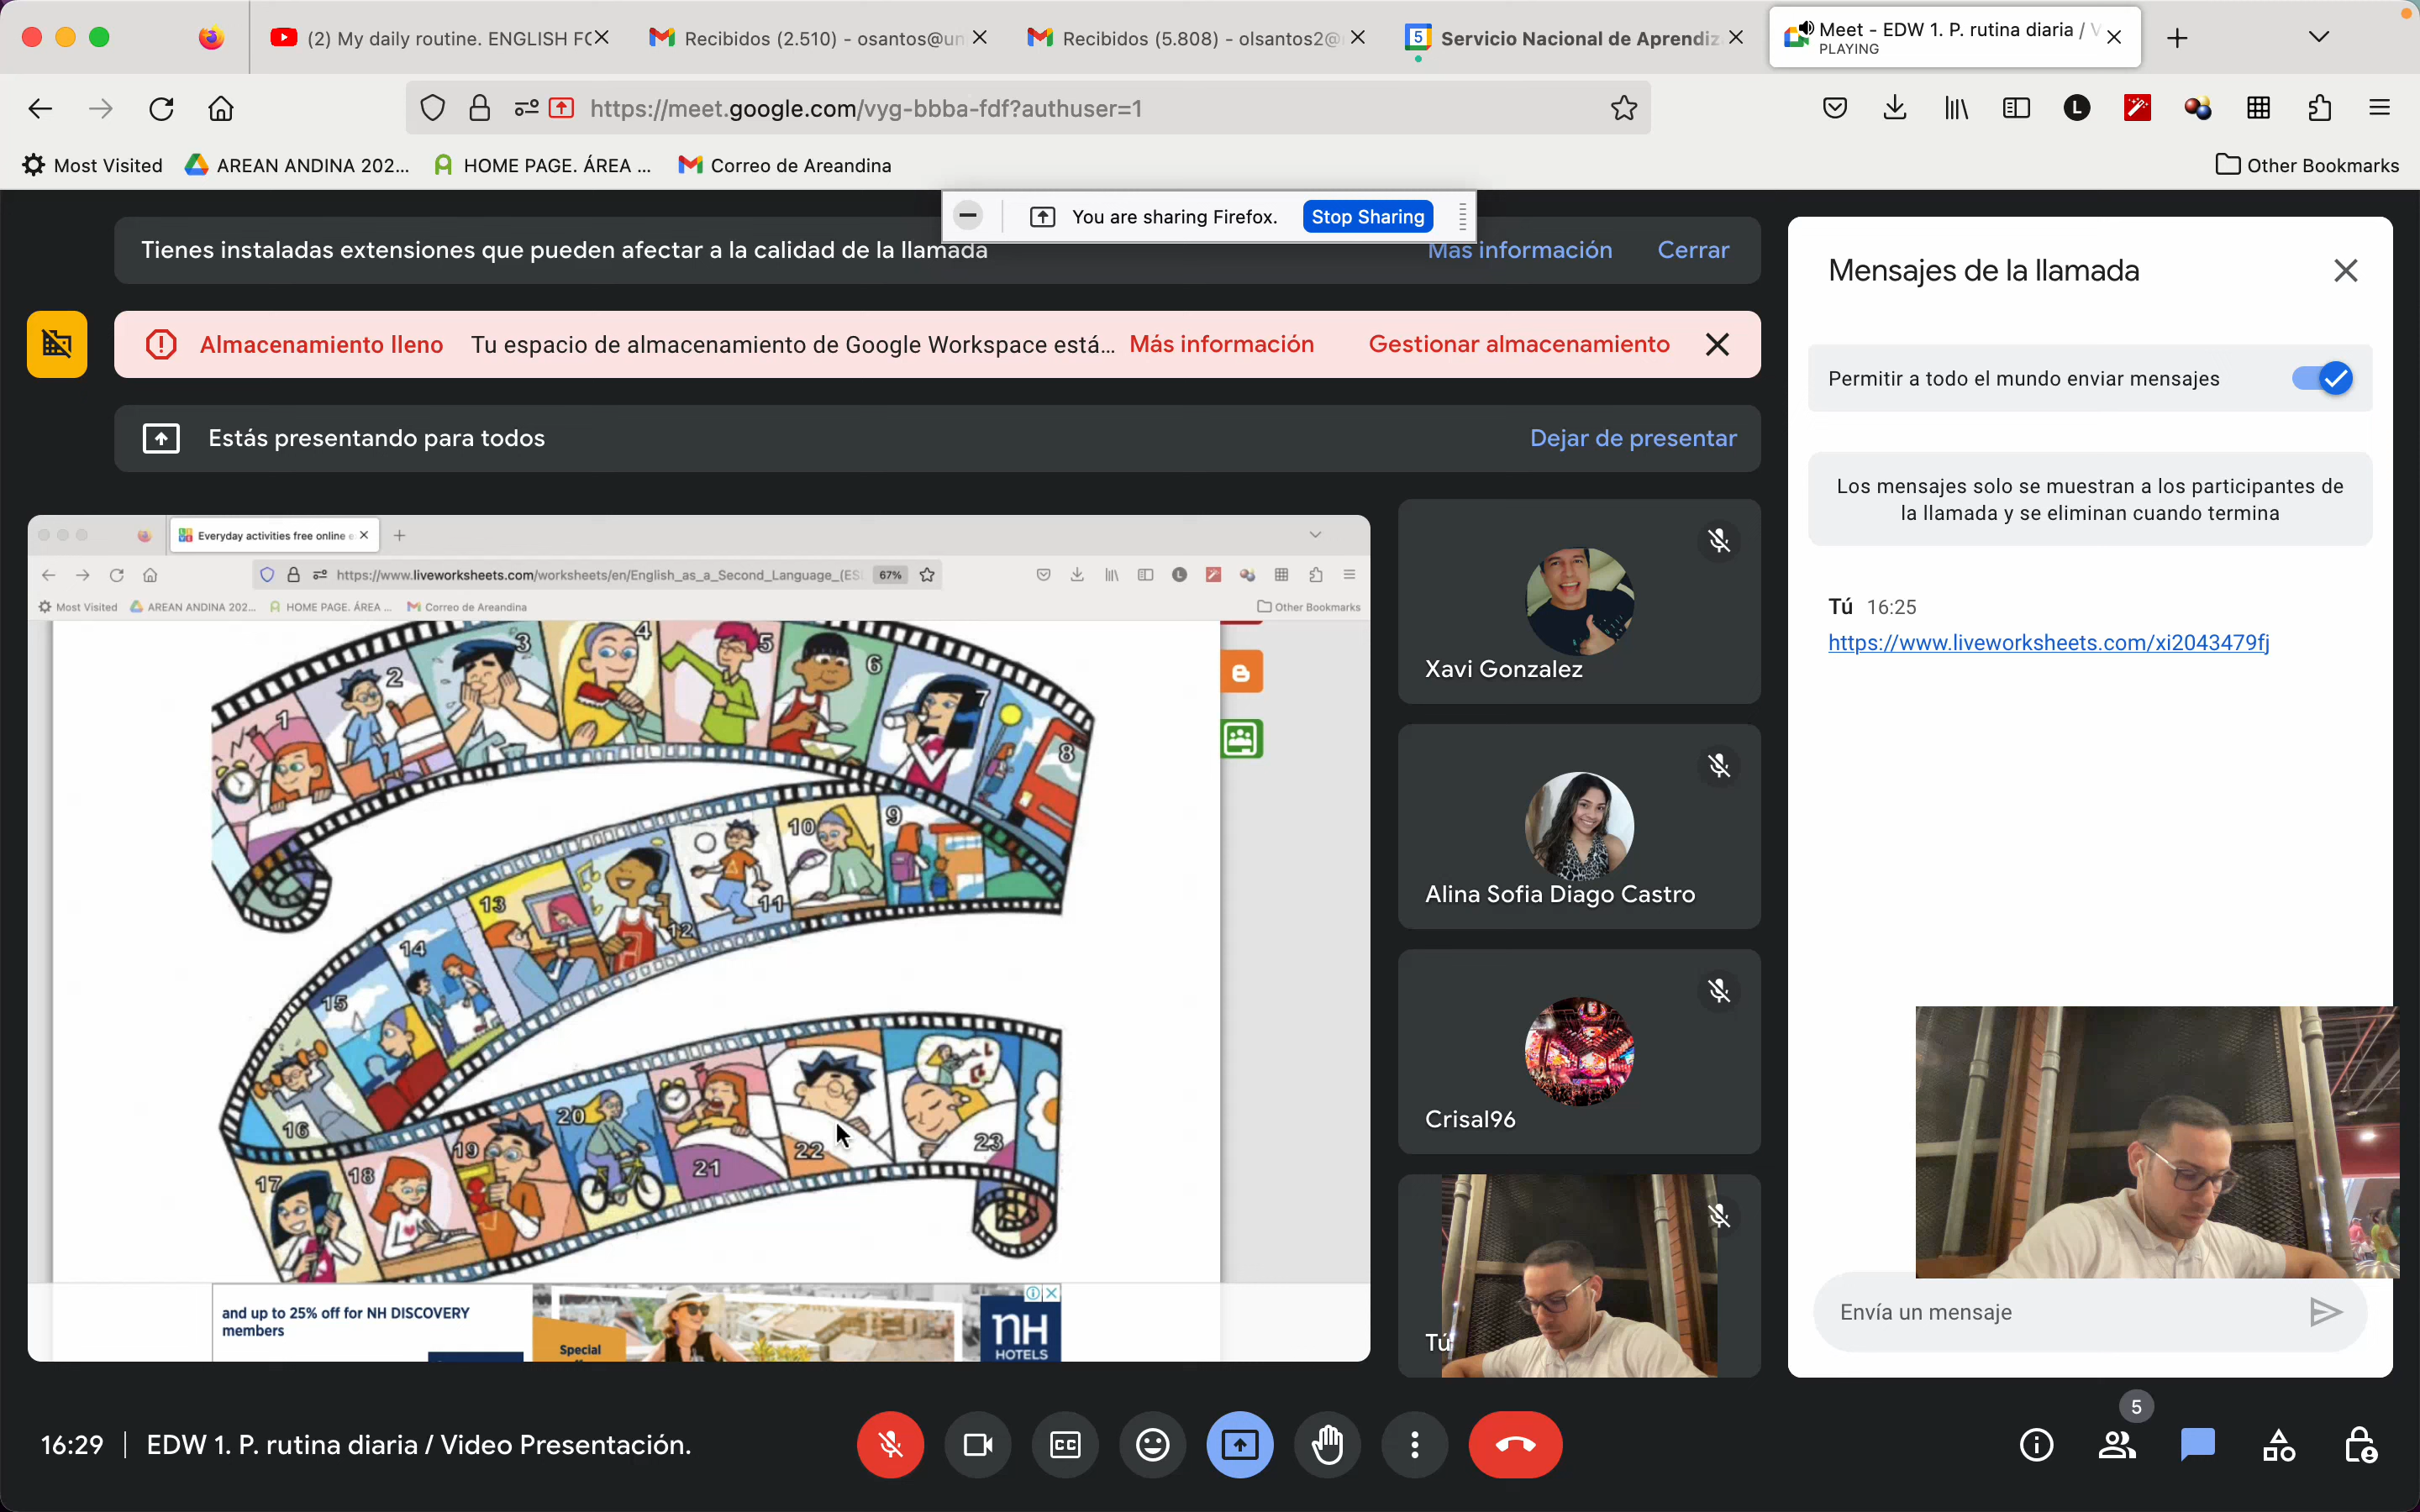 (2) My daily routine. ENGLISH FO
Recibidos (2.510) - osantos@un
Recibidos (5.808) - olsantos2@
5
Servicio Nacional de Aprendiz
Meet - EDW 1. P. rutina diaria / V
PLAYING
https://meet.google.com/vyg-bbba-fdf?authuser=1
L
Most Visited
AREAN ANDINA 202...
HOME PAGE. ÁREA ...
Correo de Areandina
Other Bookmarks
You are sharing Firefox.
Stop Sharing
Tienes instaladas extensiones que pueden afectar a la calidad de la llamada
Más información
Cerrar
Almacenamiento lleno
Tu espacio de almacenamiento de Google Workspace está...
Más información
Gestionar almacenamiento
Estás presentando para todos
Dejar de presentar
Everyday activities free online e
https://www.liveworksheets.com/worksheets/en/English_as_a_Second_Language_(ESL
67%
L
Most Visited
AREAN ANDINA 202...
HOME PAGE. ÁREA ...
Correo de Areandina
Other Bookmarks
1
2
3
4
5
6
7
8
9
10
11
12
13
14
15
16
17
18
19
20
21
22
23
and up to 25% off for NH DISCOVERY
members
Special
nH
HOTELS
Xavi Gonzalez
Alina Sofia Diago Castro
Crisal96
Tú
Mensajes de la llamada
Permitir a todo el mundo enviar mensajes
Los mensajes solo se muestran a los participantes de
la llamada y se eliminan cuando termina
Tú 16:25
https://www.liveworksheets.com/xi2043479fj
Envía un mensaje
16:29
EDW 1. P. rutina diaria / Video Presentación.
CC
5